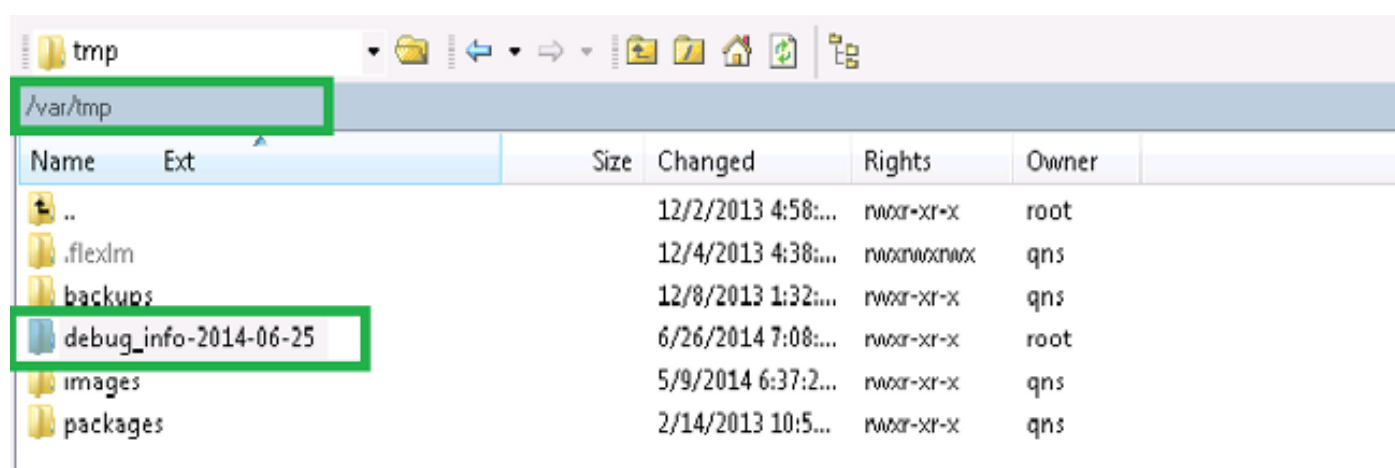 tmp
/var/tmp
Name Ext Size Changed Rights Owner
.. 12/2/2013 4:58:... rwxr-xr-x root
.flexlm 12/4/2013 4:38:... rwxrwxrwx qns
backups 12/8/2013 1:32:... rwxr-xr-x qns
debug_info-2014-06-25 6/26/2014 7:08:... rwxr-xr-x root
images 5/9/2014 6:37:2... rwxr-xr-x qns
packages 2/14/2013 10:5... rwxr-xr-x qns